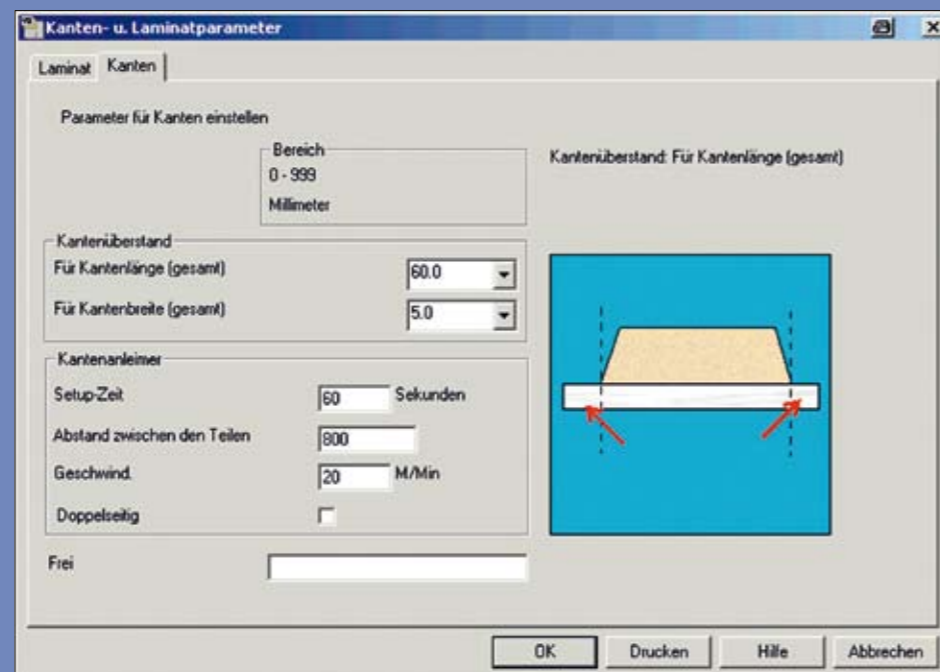 Kanten- u. Laminatparameter
Laminat Kanten
Parameter für Kanten einstellen
Bereich
0 - 999
Millimeter
Kantenüberstand: Für Kantenlänge (gesamt)
Kantenüberstand
Für Kantenlänge (gesamt) 60.0
Für Kantenbreite (gesamt) 5.0
Kantenanleimer
Setup-Zeit 60 Sekunden
Abstand zwischen den Teilen 800
Geschwind. 20 M/Min
Doppelseitig
Frei
OK Drucken Hilfe Abbrechen